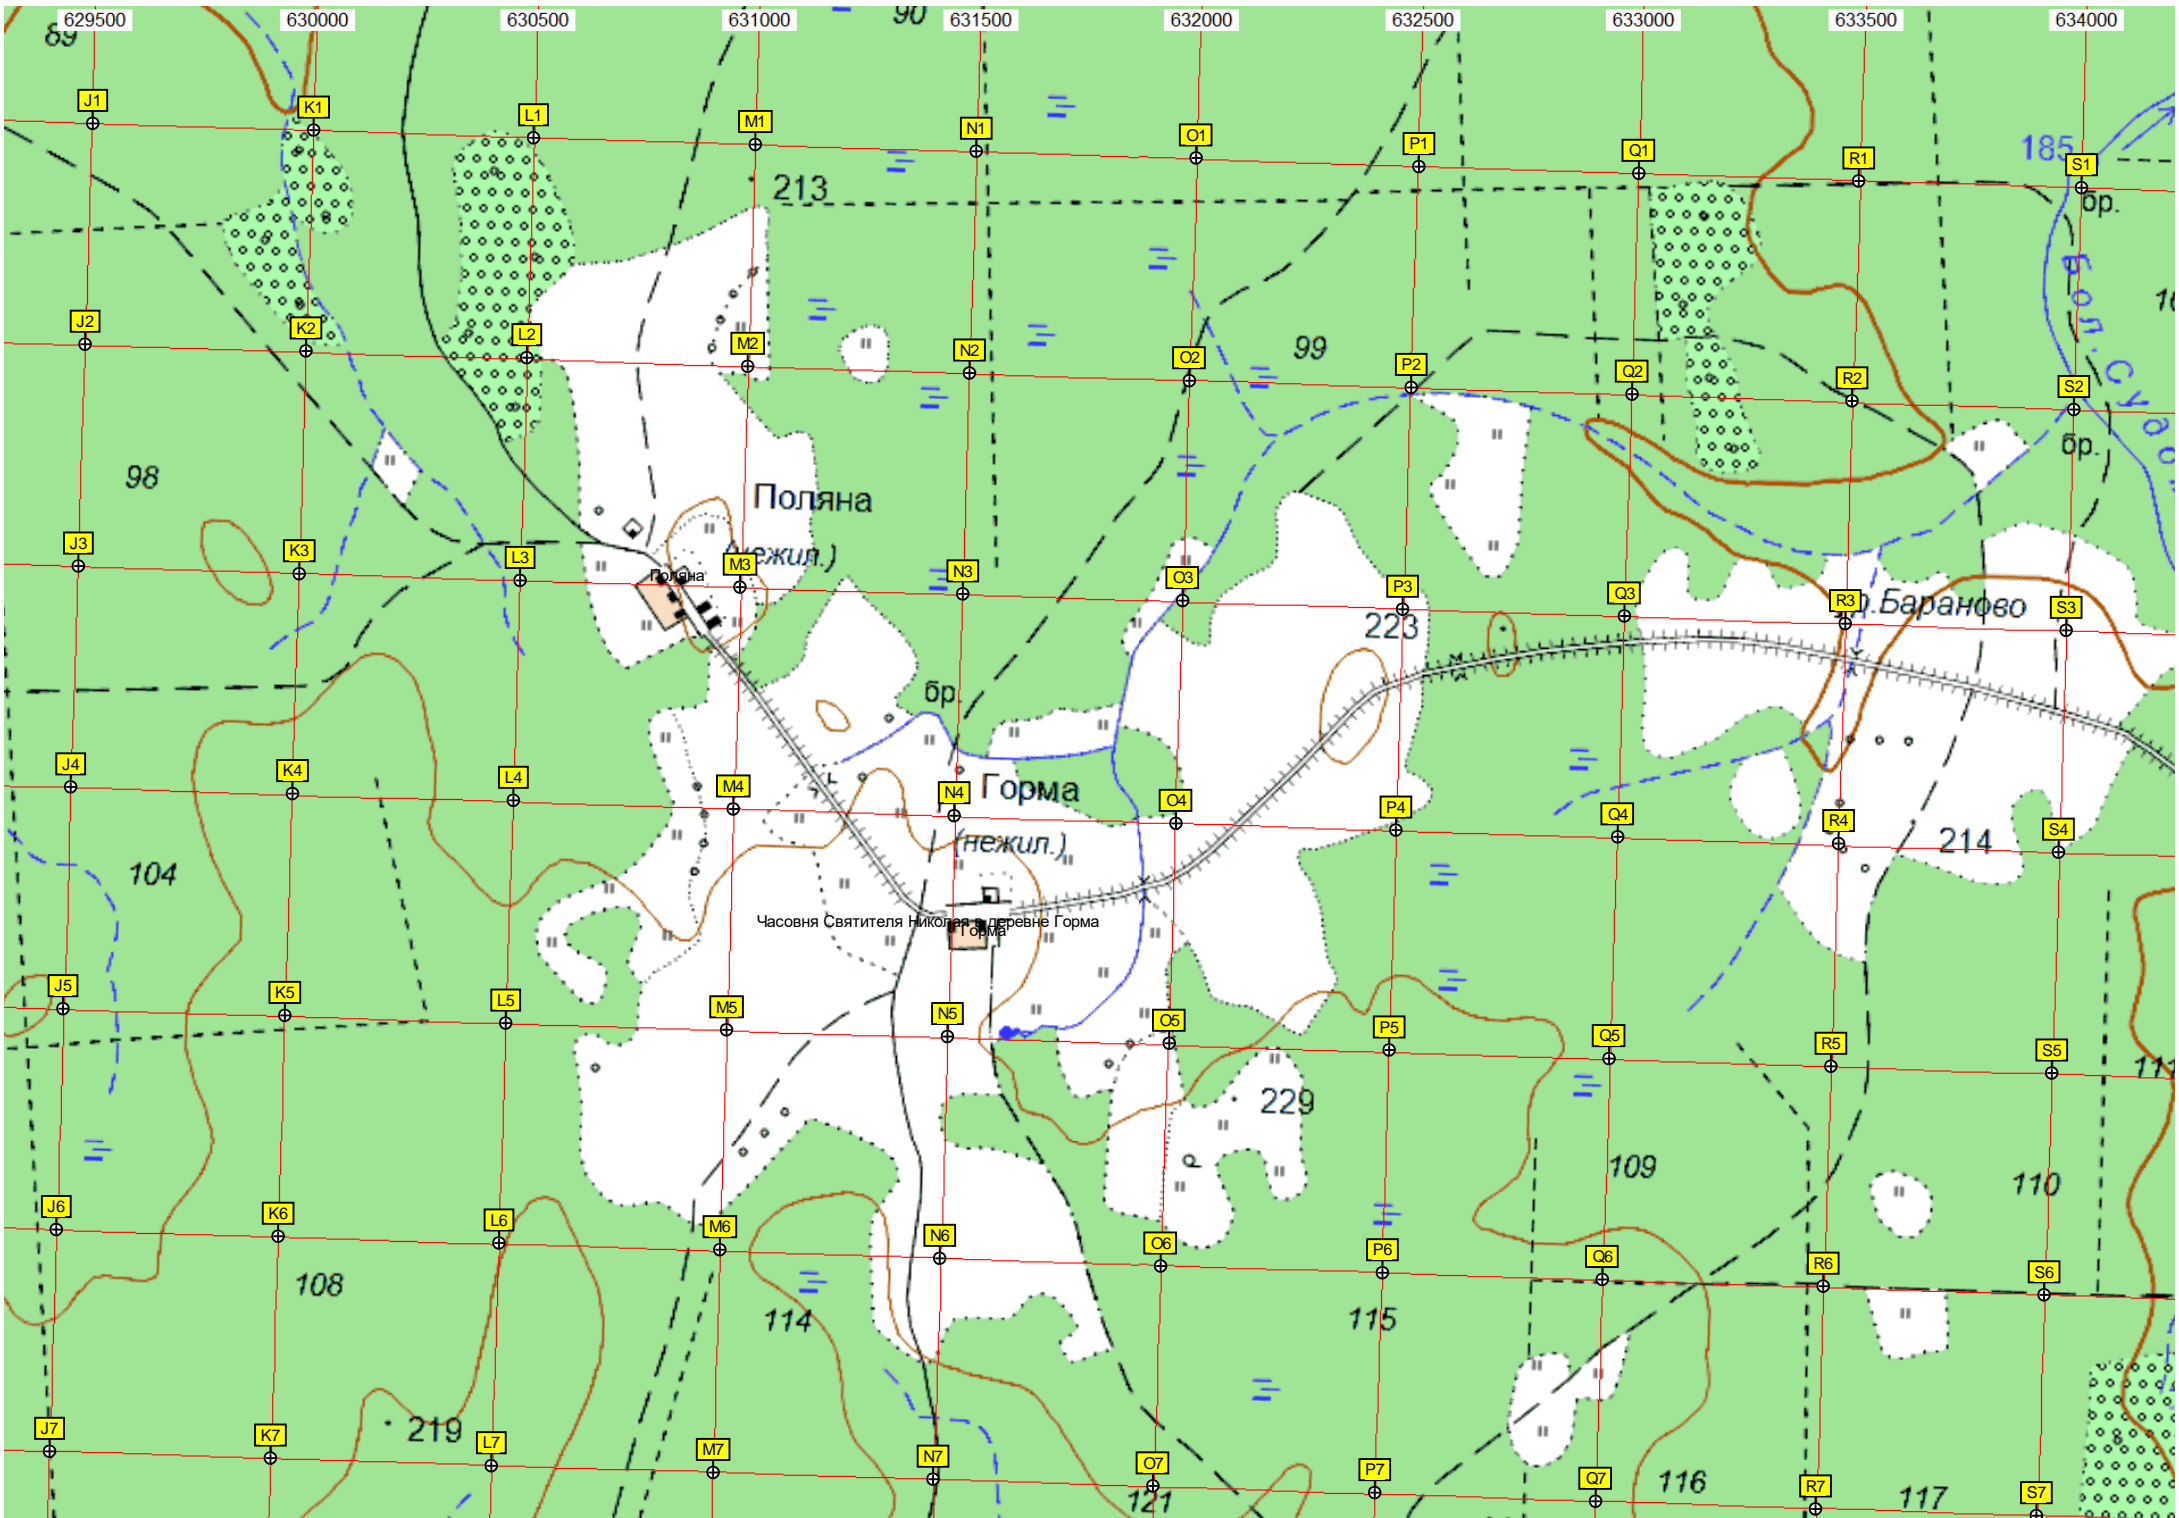 629500 630000 630500 631000 631500 632000 632500 633000 633500 634000
89 90
J1 K1 L1 M1 N1 O1 P1 Q1 R1 S1
185
213
бр.
Бол. Судо
99
J2 K2 L2 M2 N2 O2 P2 Q2 R2 S2
бр.
98
Поляна
(нежил.)
J3 K3 L3 M3 N3 O3 P3 Q3 R3 S3
Поляна
223
ур.Бараново
бр.
J4 K4 L4 M4 N4 O4 P4 Q4 R4 S4
Горма
(нежил.)
214
104
Часовня Святителя Николая в деревне Горма
Горма
J5 K5 L5 M5 N5 O5 P5 Q5 R5 S5
111
229
Р
109
110
J6 K6 L6 M6 N6 O6 P6 Q6 R6 S6
108
114
115
219
J7 K7 L7 M7 N7 O7 P7 Q7 R7 S7
121
116
117